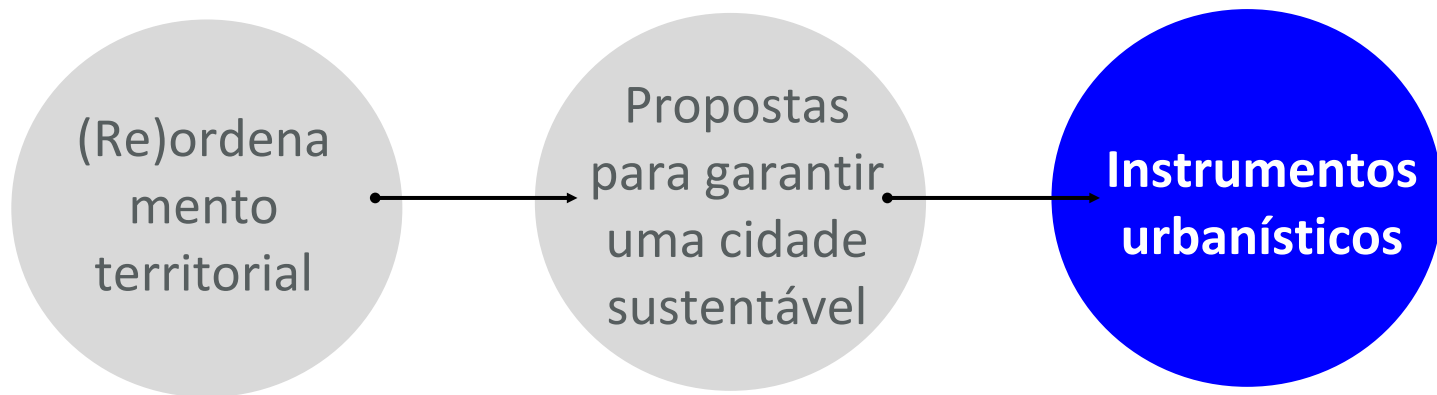 (Re)ordena
mento
territorial
Propostas
para garantir
uma cidade
sustentável
Instrumentos
urbanísticos